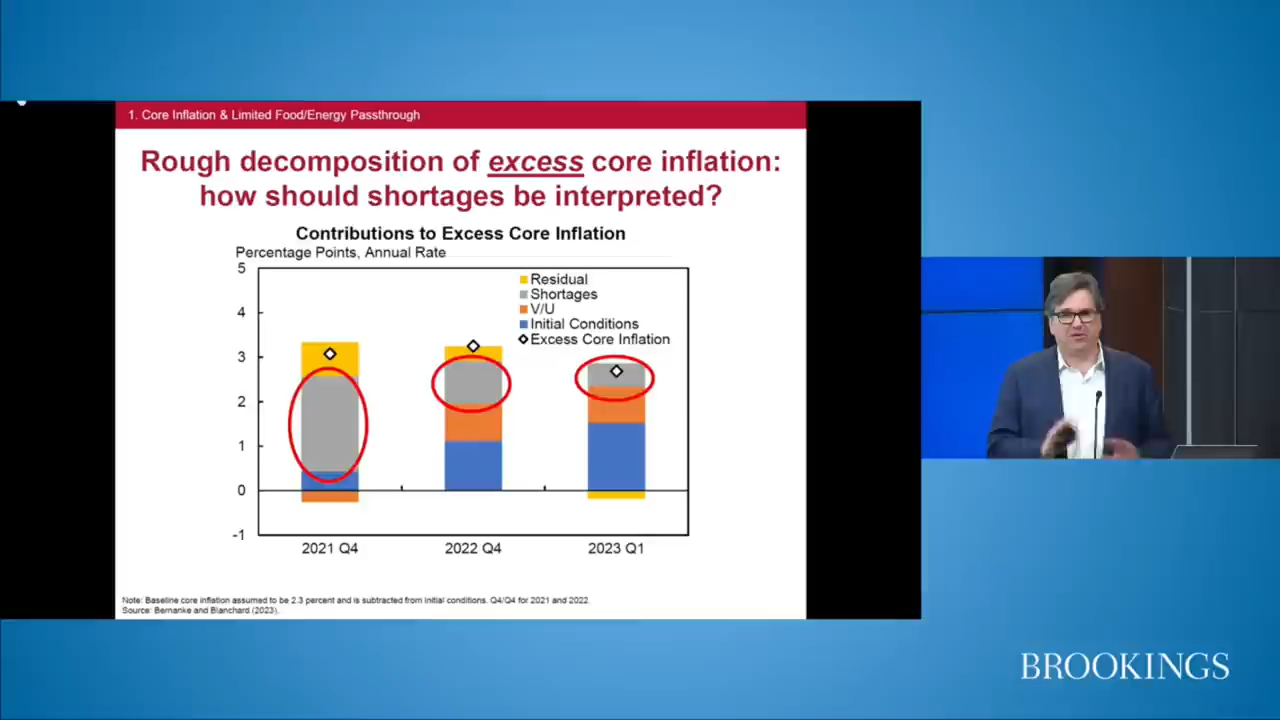 1. Core Inflation & Limited Food/Energy Passthrough
Rough decomposition of excess core inflation:
how should shortages be interpreted?
Contributions to Excess Core Inflation
Percentage Points, Annual Rate
5
4
3
2
1
0
-1
Residual
Shortages
V/U
Initial Conditions
Excess Core Inflation
2021 Q4
2022 Q4
2023 Q1
Note: Baseline core inflation assumed to be 2.3 percent and is subtracted from initial conditions. Q4/Q4 for 2021 and 2022.
Source: Bernanke and Blanchard (2023).
BROOKINGS